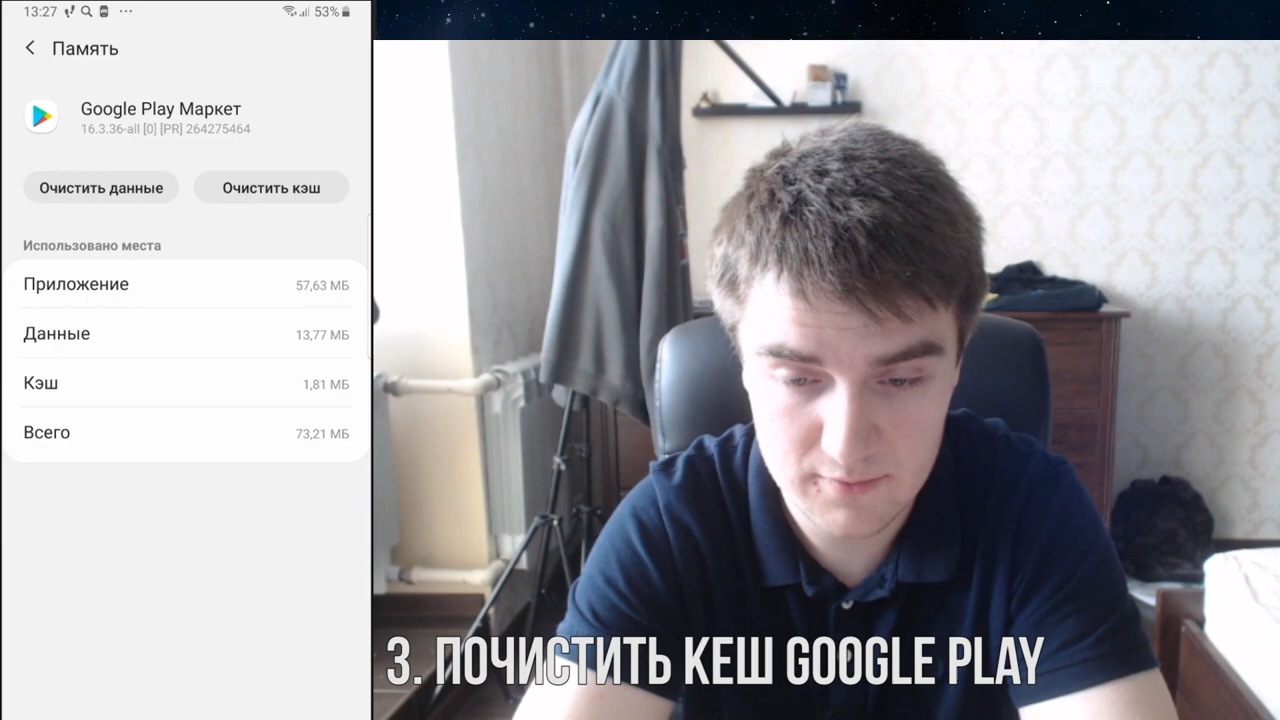 13:27
53%
Память
Google Play Маркет
16.3.36-all [0] [PR] 264275464
Очистить данные
Очистить кэш
Использовано места
Приложение 57,63 МБ
Данные 13,77 МБ
Кэш 1,81 МБ
Всего 73,21 МБ
3. ПОЧИСТИТЬ КЕШ GOOGLE PLAY